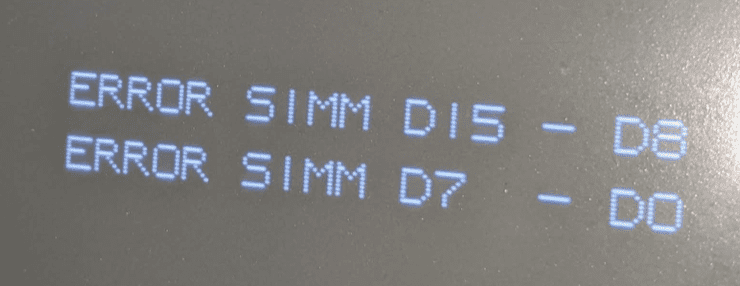 ERROR SIMM D15 - D8
ERROR SIMM D7 - D0